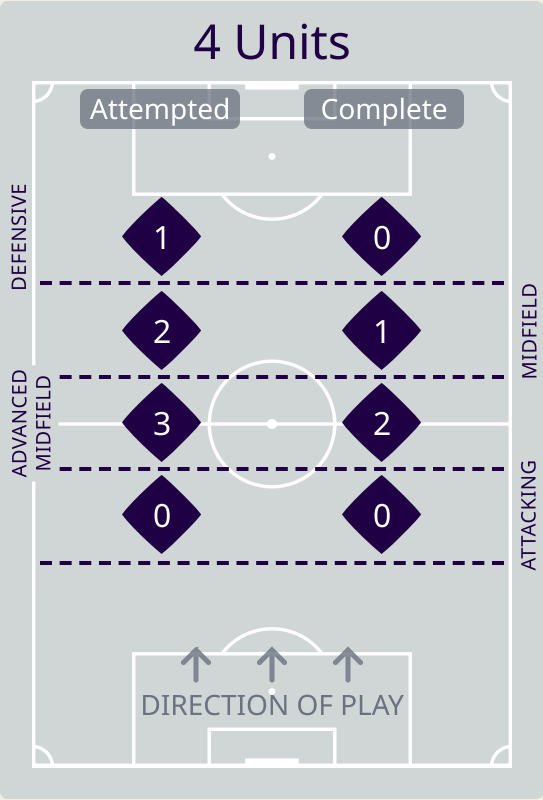 4 Units
Attempted Complete
DEFENSIVE
1 0
MIDFIELD
2 1
ADVANCED
MIDFIELD
3 2
ATTACKING
0 0
DIRECTION OF PLAY